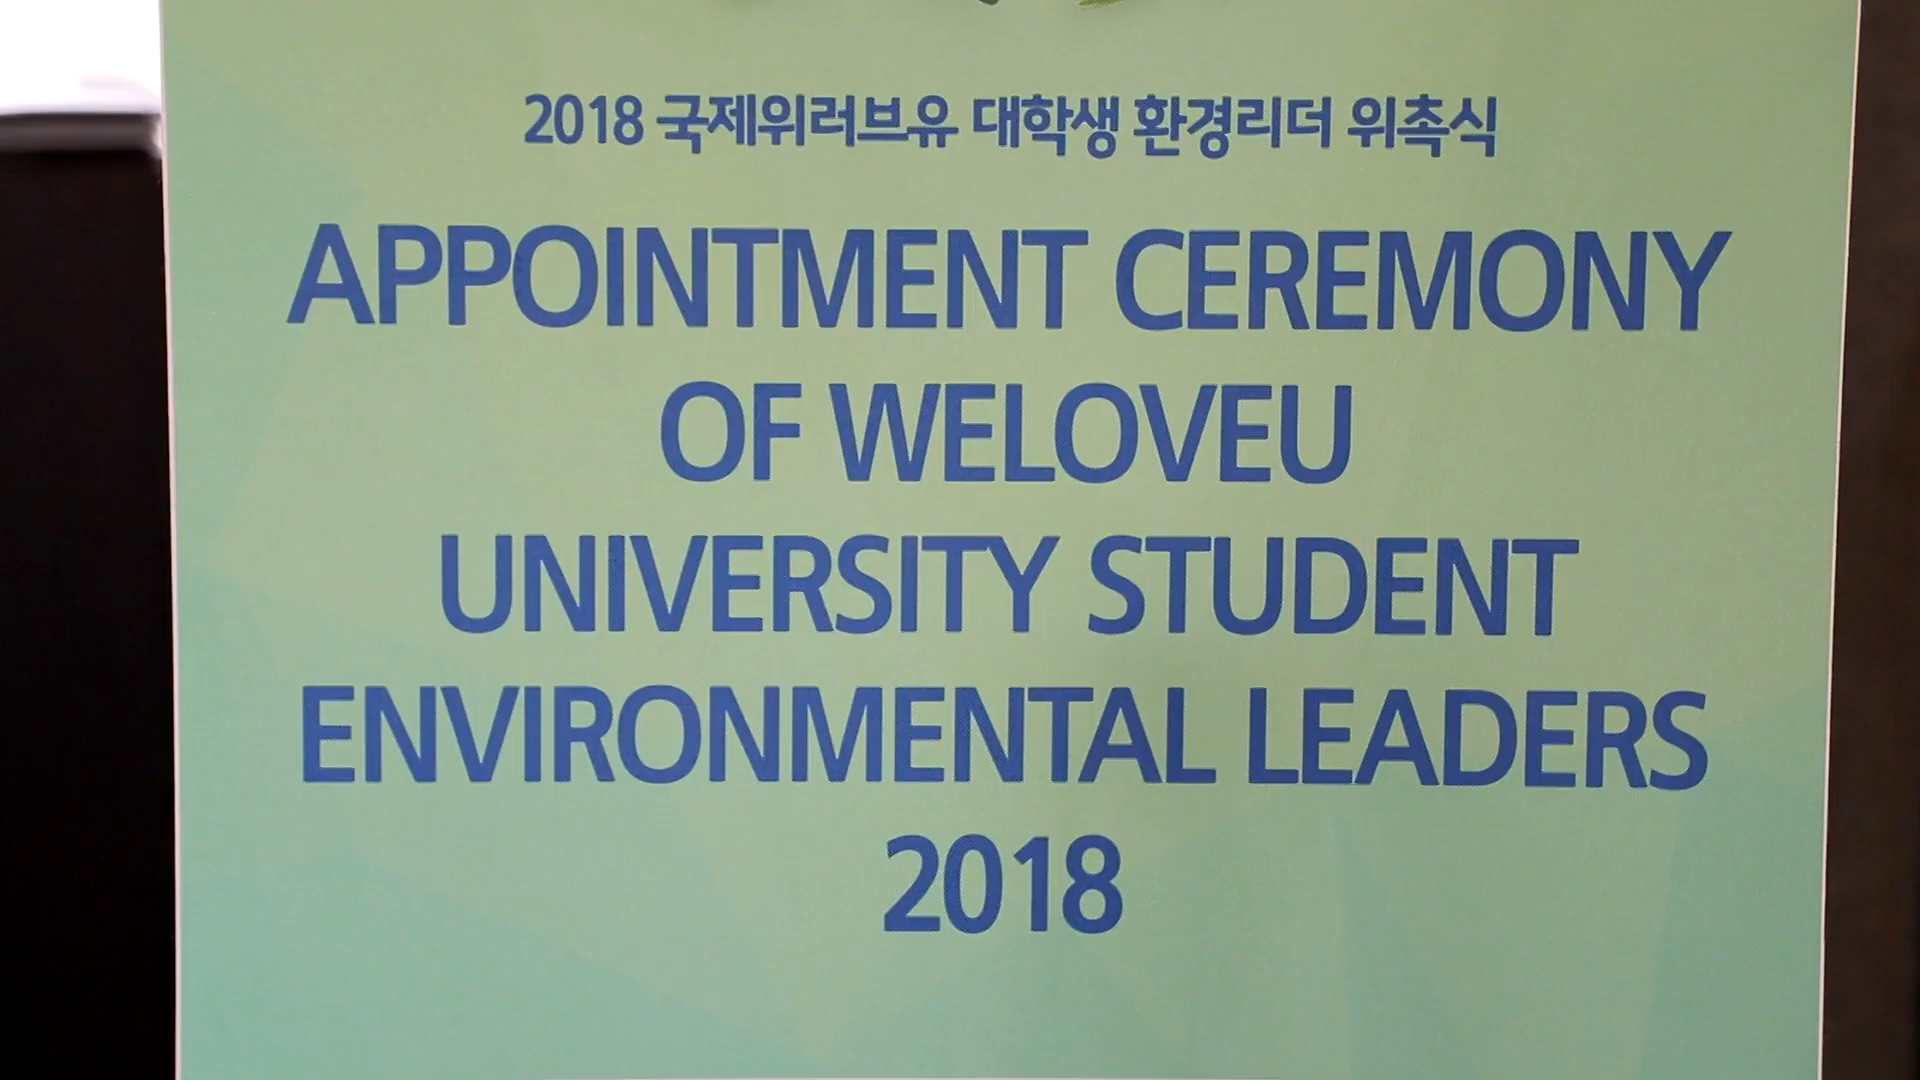 2018 국제위러브유 대학생 환경리더 위촉식
APPOINTMENT CEREMONY
OF WELOVEU
UNIVERSITY STUDENT
ENVIRONMENTAL LEADERS
2018